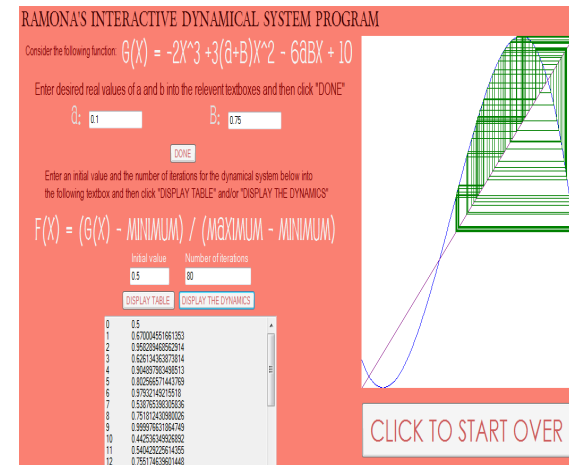 RAMONA'S INTERACTIVE DYNAMICAL SYSTEM PROGRAM
Consider the following function: G(X) = -2X^3 +3(a+B)X^2 - 6aBX + 10
Enter desired real values of a and b into the relevent textboxes and then click "DONE"
a: 0.1 B: 0.75
DONE
Enter an initial value and the number of iterations for the dynamical system below into
the following textbox and then click "DISPLAY TABLE" and/or "DISPLAY THE DYNAMICS"
F(X) = (G(X) - MINIMUM) / (MaXIMUM - MINIMUM)
Initial value Number of iterations
0.5 80
DISPLAY TABLE DISPLAY THE DYNAMICS
0 0.5
1 0.670004551661353
2 0.958289468562914
3 0.626134363873814
4 0.904897983498513
5 0.802566571443769
6 0.97932149215518
7 0.538765398305836
8 0.751812430980026
9 0.999976631864749
10 0.442536349926892
11 0.540429225614355
12 0.755174639601448
CLICK TO START OVER